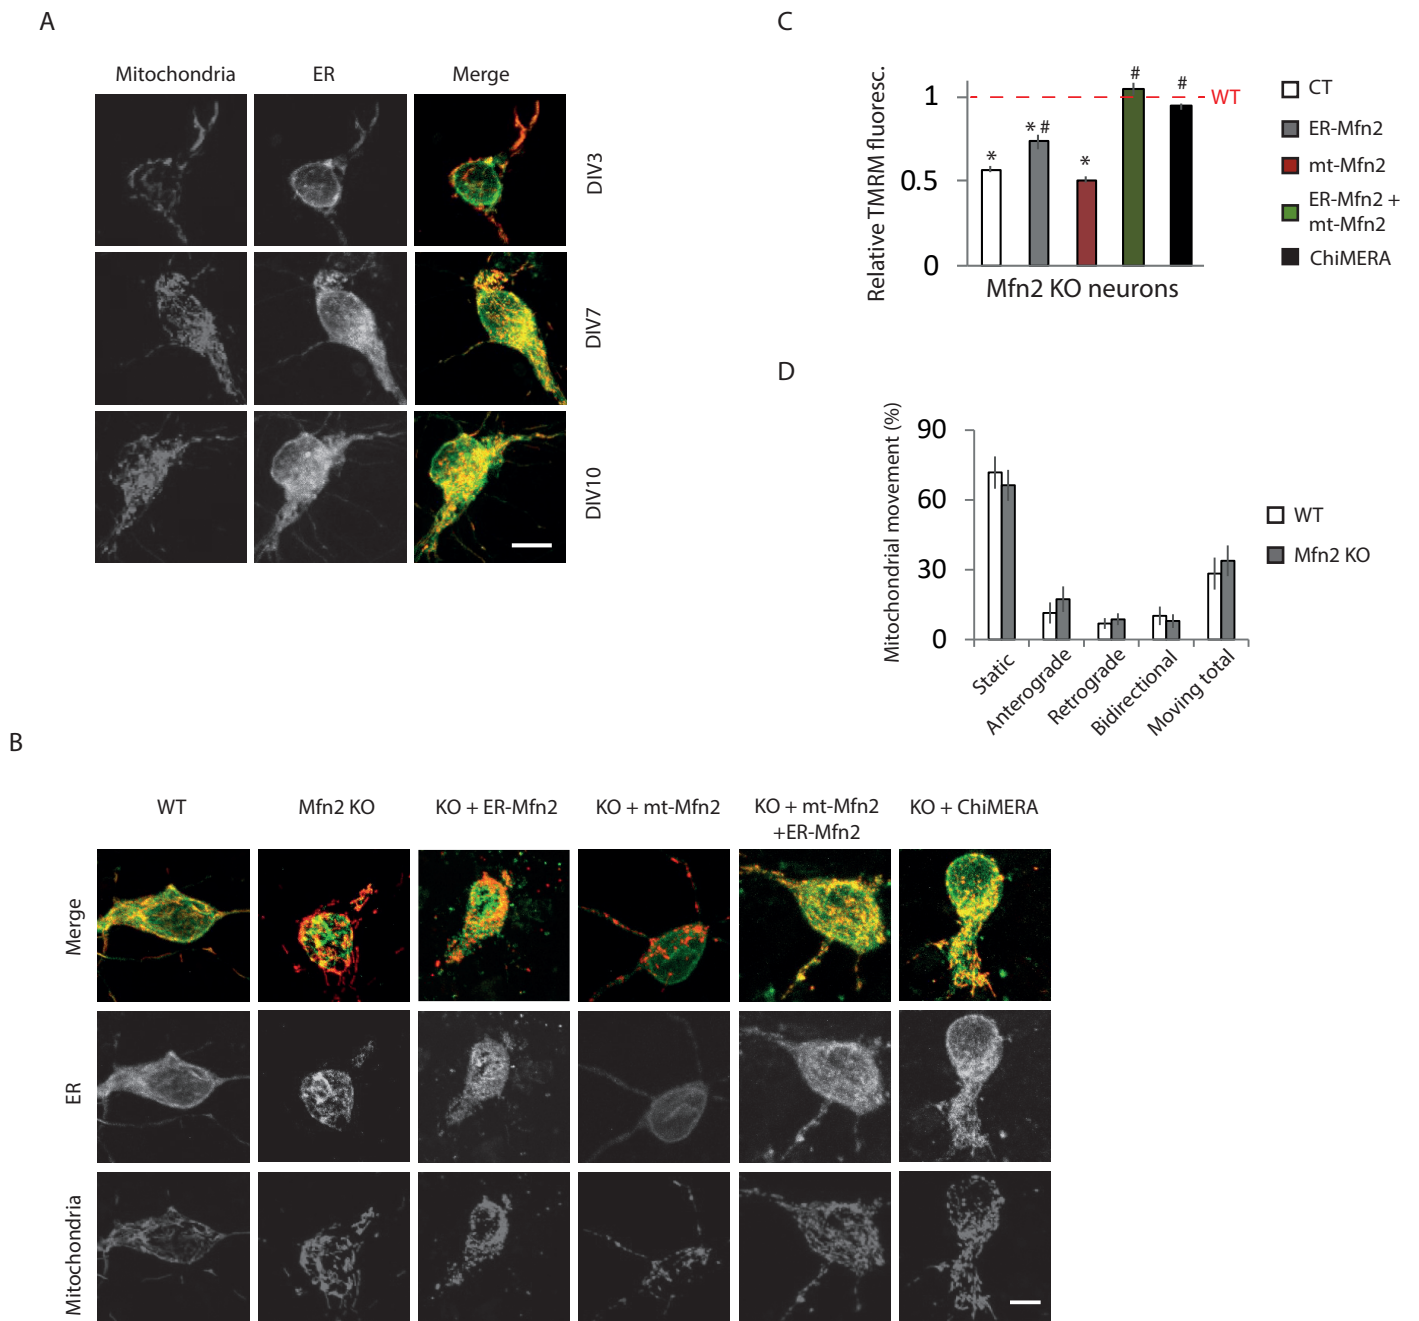 A
Mitochondria ER Merge
DIV3
DIV7
DIV10
C
Relative TMRM fluoresc.
1
0.5
0
WT
*
* #
*
#
#
Mfn2 KO neurons
CT
ER-Mfn2
mt-Mfn2
ER-Mfn2 +
mt-Mfn2
ChiMERA
D
Mitochondrial movement (%)
90
60
30
0
Static
Anterograde
Retrograde
Bidirectional
Moving total
WT
Mfn2 KO
B
WT Mfn2 KO KO + ER-Mfn2 KO + mt-Mfn2 KO + mt-Mfn2 KO + ChiMERA
+ER-Mfn2
Merge
ER
Mitochondria